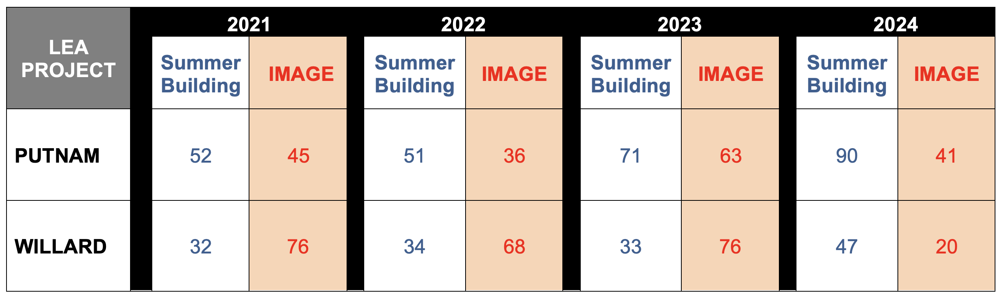 2021 2022 2023 2024
LEA
PROJECT
Summer
Building
IMAGE
Summer
Building
IMAGE
Summer
Building
IMAGE
Summer
Building
IMAGE
PUTNAM 52 45 51 36 71 63 90 41
WILLARD 32 76 34 68 33 76 47 20